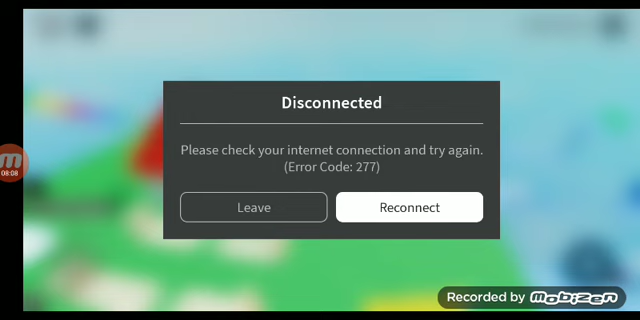 Disconnected
Please check your internet connection and try again.
(Error Code: 277)
Leave
Reconnect
08:08
Recorded by mobizen